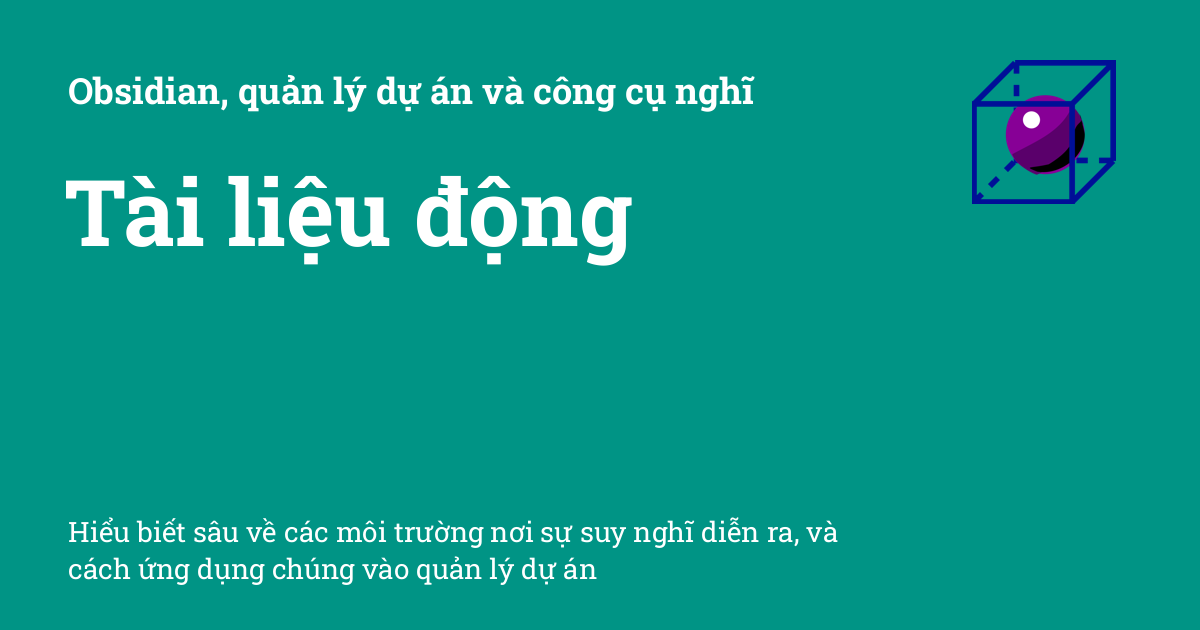 Obsidian, quản lý dự án và công cụ nghĩ
Tài liệu động
Hiểu biết sâu về các môi trường nơi sự suy nghĩ diễn ra, và
cách ứng dụng chúng vào quản lý dự án